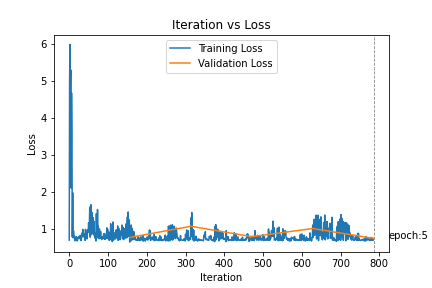 Iteration vs Loss
Training Loss
Validation Loss
Loss
6
5
4
3
2
1
epoch:5
0 100 200 300 400 500 600 700 800
Iteration